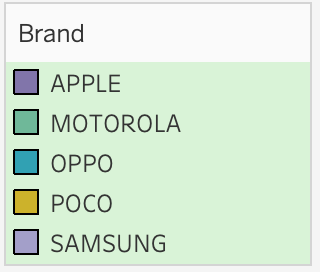 Brand
APPLE
MOTOROLA
OPPO
POCO
SAMSUNG